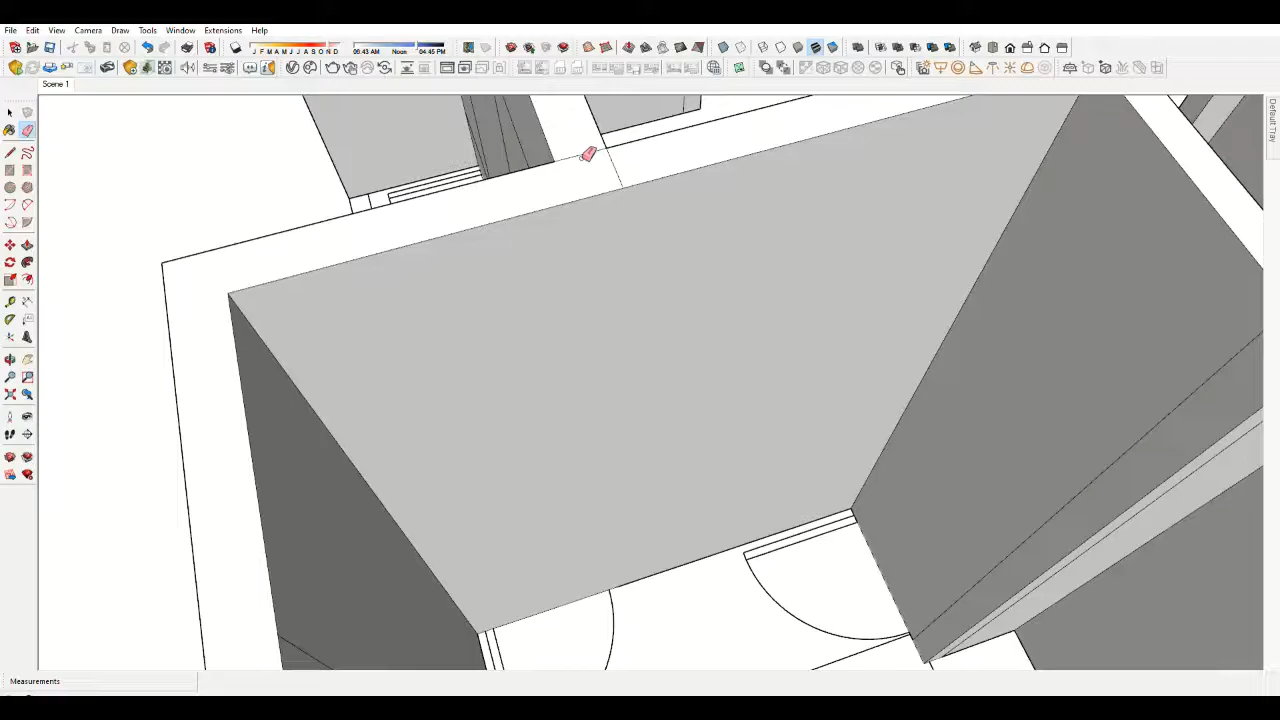 File Edit View Camera Draw Tools Window Extensions Help
J F M A M J J A S O N D 06:43 AM Noon 04:45 PM
Scene 1
Default Tray
Measurements